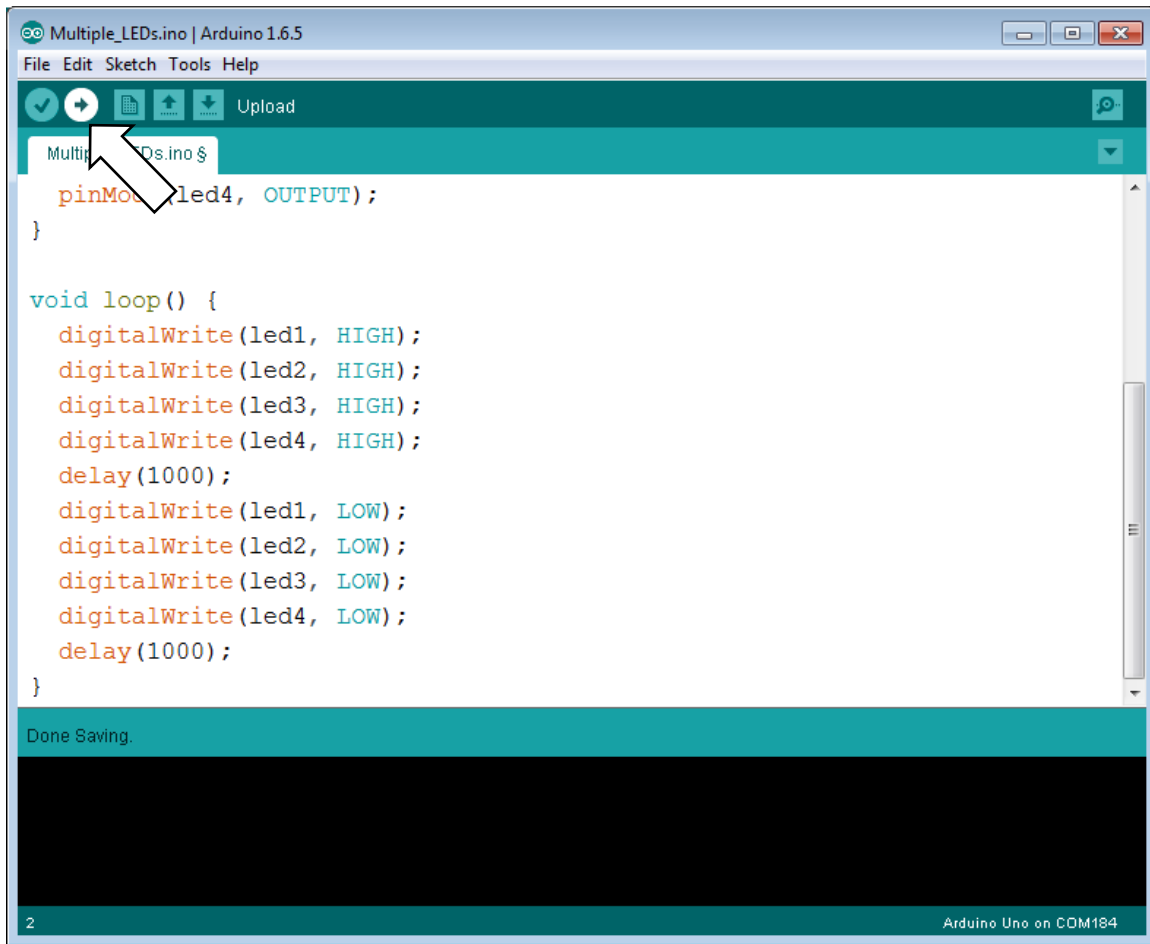 Multiple_LEDs.ino | Arduino 1.6.5
File Edit Sketch Tools Help
Upload
Ds.ino §
(led4, OUTPUT);
}
void loop() {
digitalWrite(led1, HIGH);
digitalWrite(led2, HIGH);
digitalWrite(led3, HIGH);
digitalWrite(led4, HIGH);
delay(1000);
digitalWrite(led1, LOW);
digitalWrite(led2, LOW);
digitalWrite(led3, LOW);
digitalWrite(led4, LOW);
delay(1000);
}
Done Saving.
2
Arduino Uno on COM184